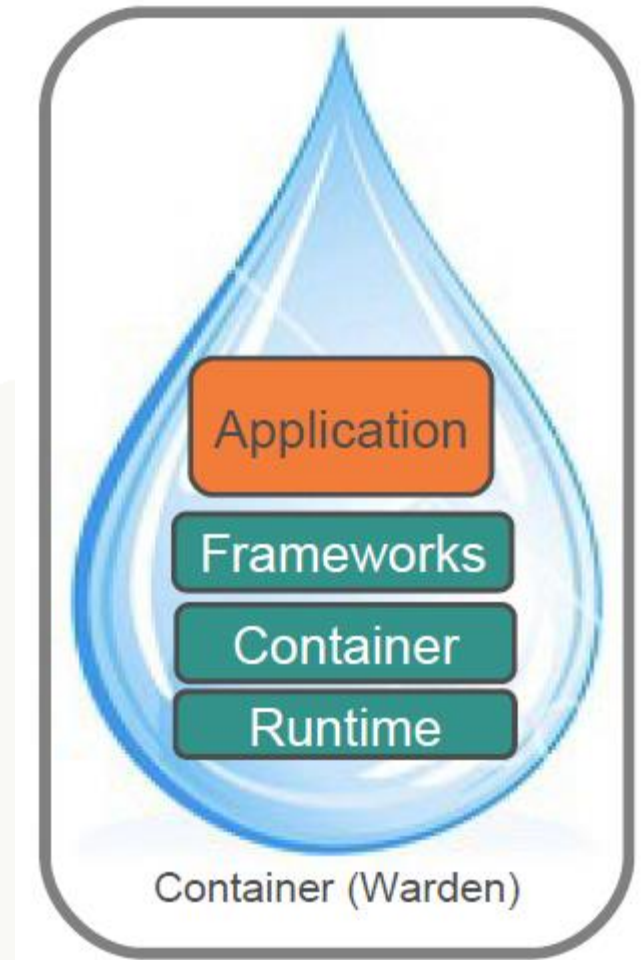 Application
Frameworks
Container
Runtime
Container (Warden)